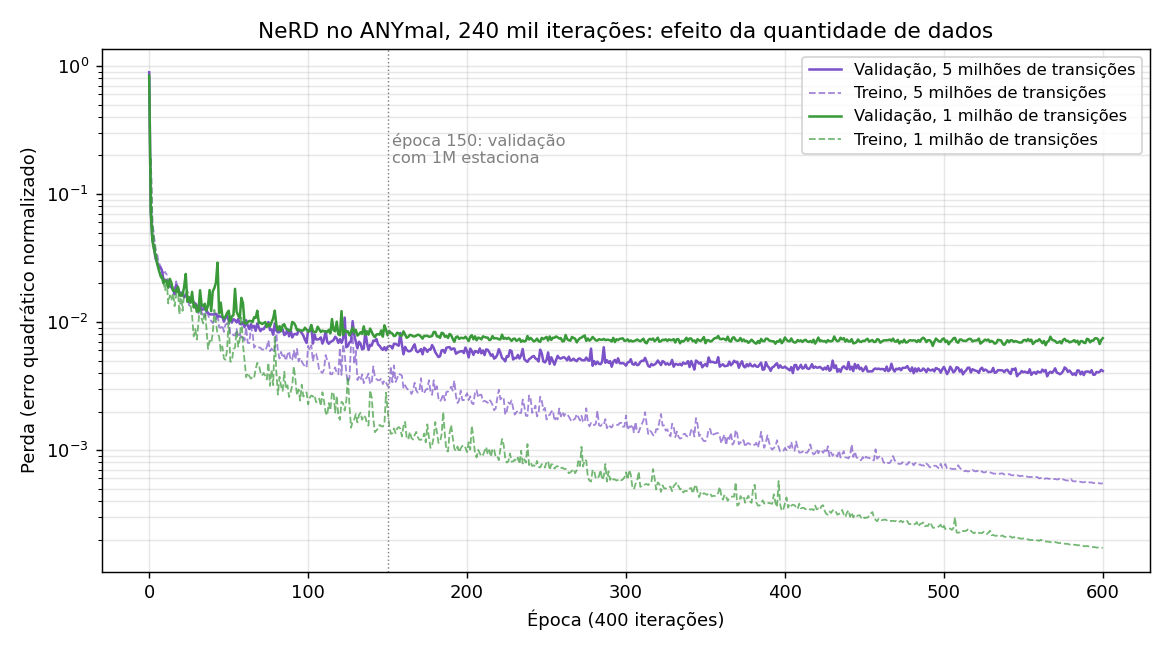 NeRD no ANYmal, 240 mil iterações: efeito da quantidade de dados
Validação, 5 milhões de transições
Treino, 5 milhões de transições
Validação, 1 milhão de transições
Treino, 1 milhão de transições
época 150: validação
com 1M estaciona
Perda (erro quadrático normalizado)
10⁰
10⁻¹
10⁻²
10⁻³
0 100 200 300 400 500 600
Época (400 iterações)